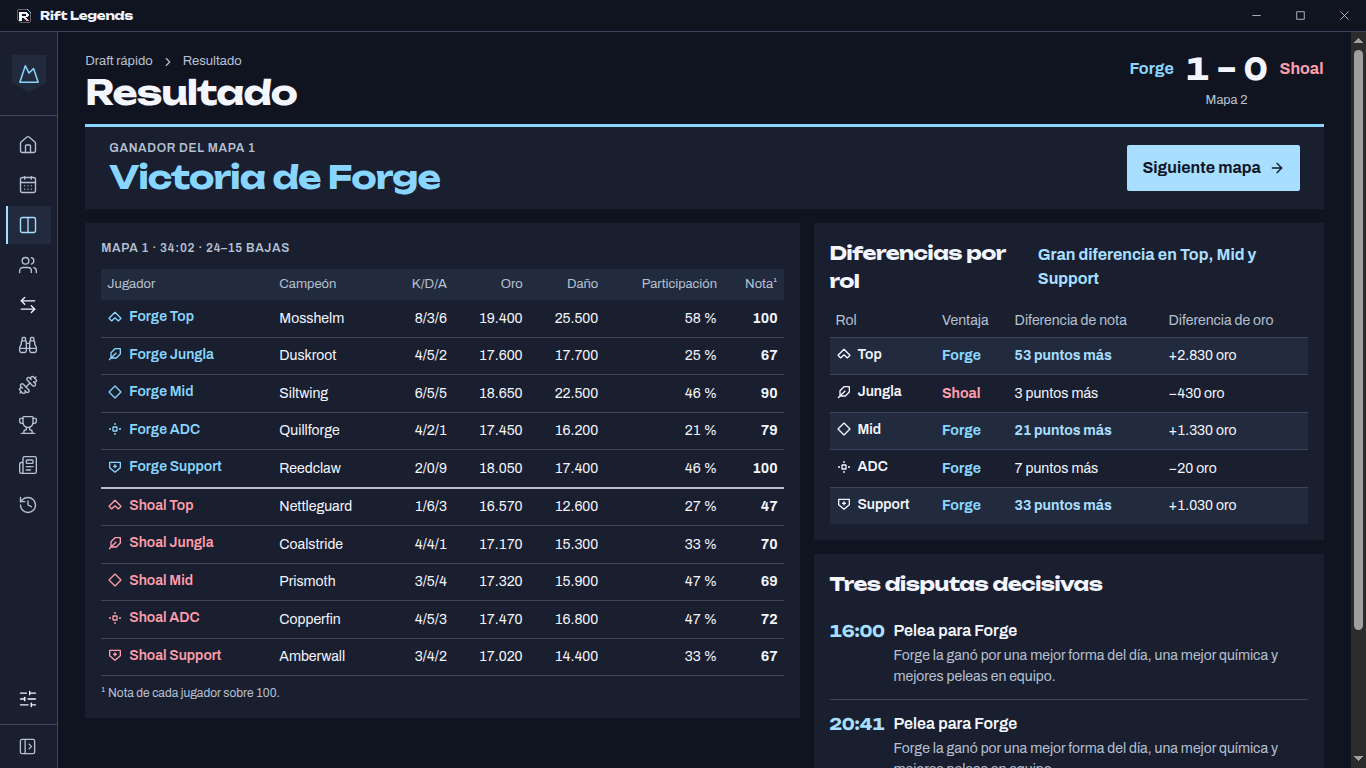 Rift Legends
Draft rápido > Resultado
Resultado
Forge 1 – 0 Shoal
Mapa 2
GANADOR DEL MAPA 1
Victoria de Forge
Siguiente mapa →
MAPA 1 · 34:02 · 24–15 BAJAS
Jugador Campeón K/D/A Oro Daño Participación Nota¹
Forge Top Mosshelm 8/3/6 19.400 25.500 58 % 100
Forge Jungla Duskroot 4/5/2 17.600 17.700 25 % 67
Forge Mid Siltwing 6/5/5 18.650 22.500 46 % 90
Forge ADC Quillforge 4/2/1 17.450 16.200 21 % 79
Forge Support Reedclaw 2/0/9 18.050 17.400 46 % 100
Shoal Top Nettleguard 1/6/3 16.570 12.600 27 % 47
Shoal Jungla Coalstride 4/4/1 17.170 15.300 33 % 70
Shoal Mid Prismoth 3/5/4 17.320 15.900 47 % 69
Shoal ADC Copperfin 4/5/3 17.470 16.800 47 % 72
Shoal Support Amberwall 3/4/2 17.020 14.400 33 % 67
¹ Nota de cada jugador sobre 100.
Diferencias por
rol
Gran diferencia en Top, Mid y
Support
Rol Ventaja Diferencia de nota Diferencia de oro
Top Forge 53 puntos más +2.830 oro
Jungla Shoal 3 puntos más −430 oro
Mid Forge 21 puntos más +1.330 oro
ADC Forge 7 puntos más −20 oro
Support Forge 33 puntos más +1.030 oro
Tres disputas decisivas
16:00 Pelea para Forge
Forge la ganó por una mejor forma del día, una mejor química y
mejores peleas en equipo.
20:41 Pelea para Forge
Forge la ganó por una mejor forma del día, una mejor química y
mejores peleas en equipo.